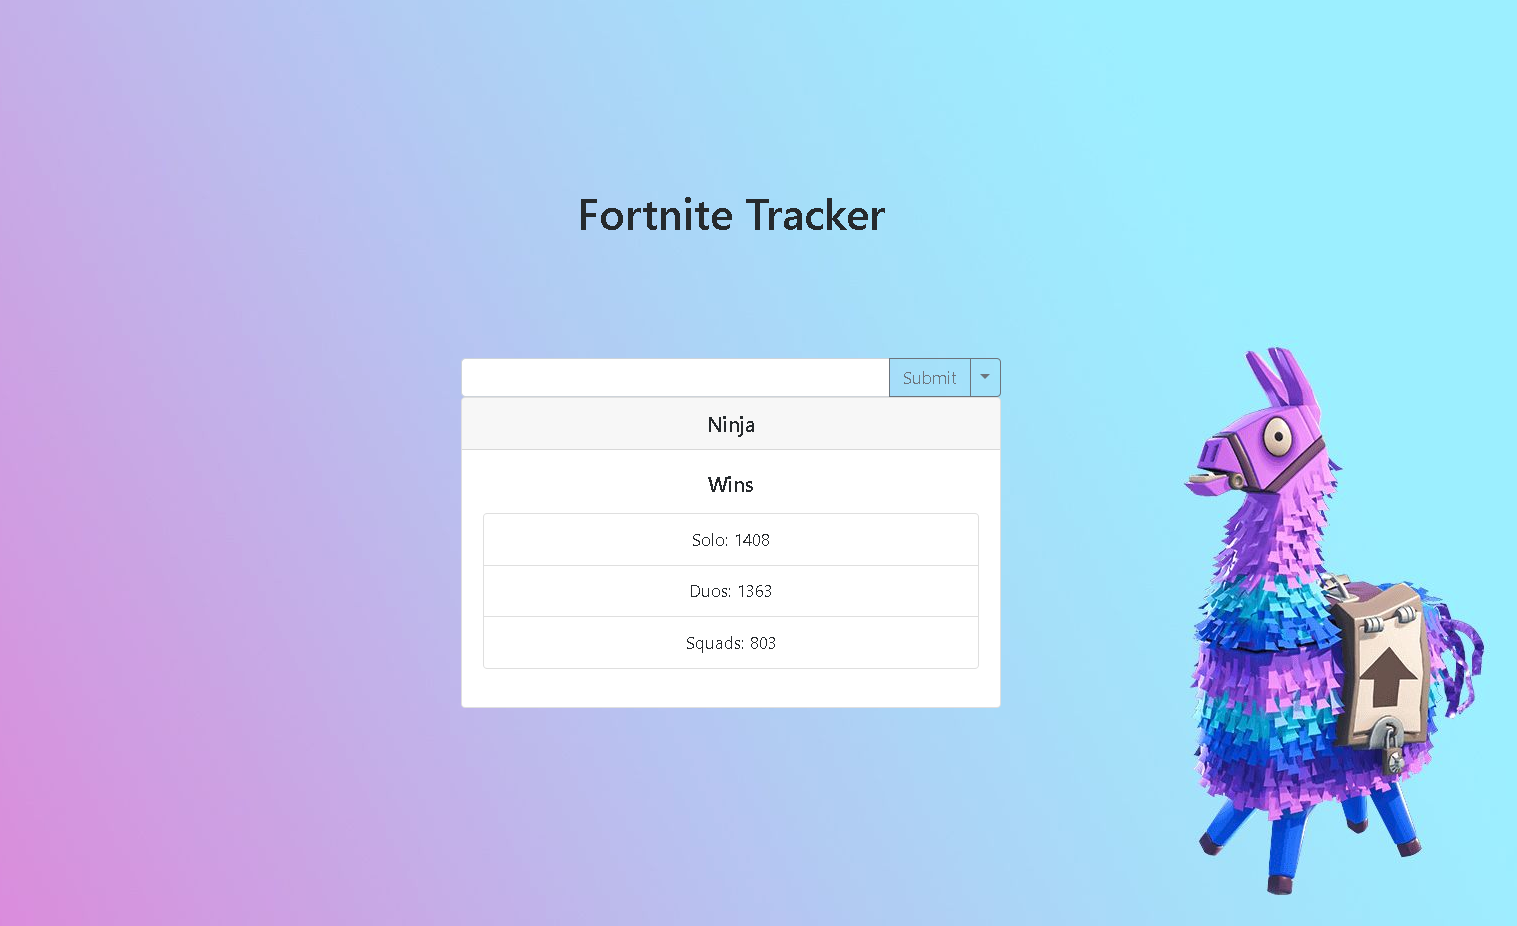 Fortnite Tracker
Submit
Ninja
Wins
Solo: 1408
Duos: 1363
Squads: 803